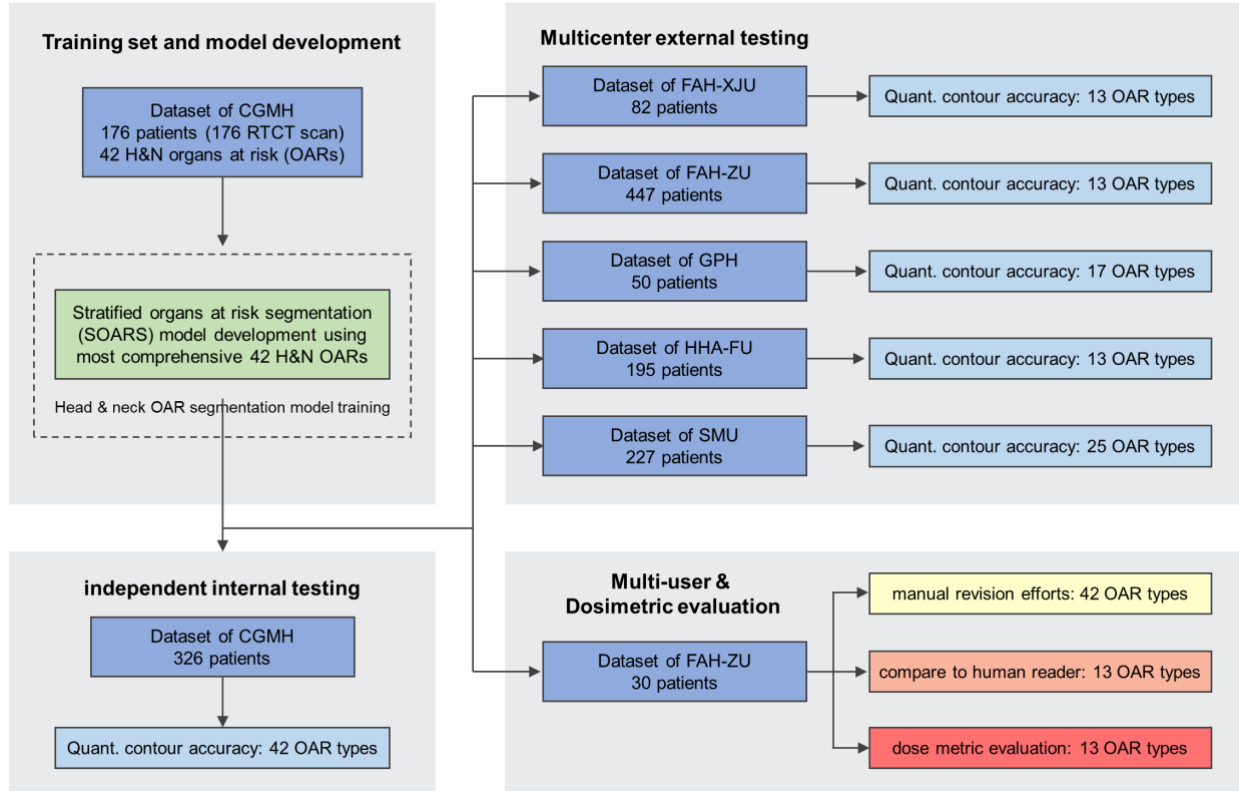 Training set and model development
Dataset of CGMH
176 patients (176 RTCT scan)
42 H&N organs at risk (OARs)
Stratified organs at risk segmentation
(SOARS) model development using
most comprehensive 42 H&N OARs
Head & neck OAR segmentation model training
independent internal testing
Dataset of CGMH
326 patients
Quant. contour accuracy: 42 OAR types
Multicenter external testing
Dataset of FAH-XJU
82 patients
Quant. contour accuracy: 13 OAR types
Dataset of FAH-ZU
447 patients
Quant. contour accuracy: 13 OAR types
Dataset of GPH
50 patients
Quant. contour accuracy: 17 OAR types
Dataset of HHA-FU
195 patients
Quant. contour accuracy: 13 OAR types
Dataset of SMU
227 patients
Quant. contour accuracy: 25 OAR types
Multi-user &
Dosimetric evaluation
Dataset of FAH-ZU
30 patients
manual revision efforts: 42 OAR types
compare to human reader: 13 OAR types
dose metric evaluation: 13 OAR types